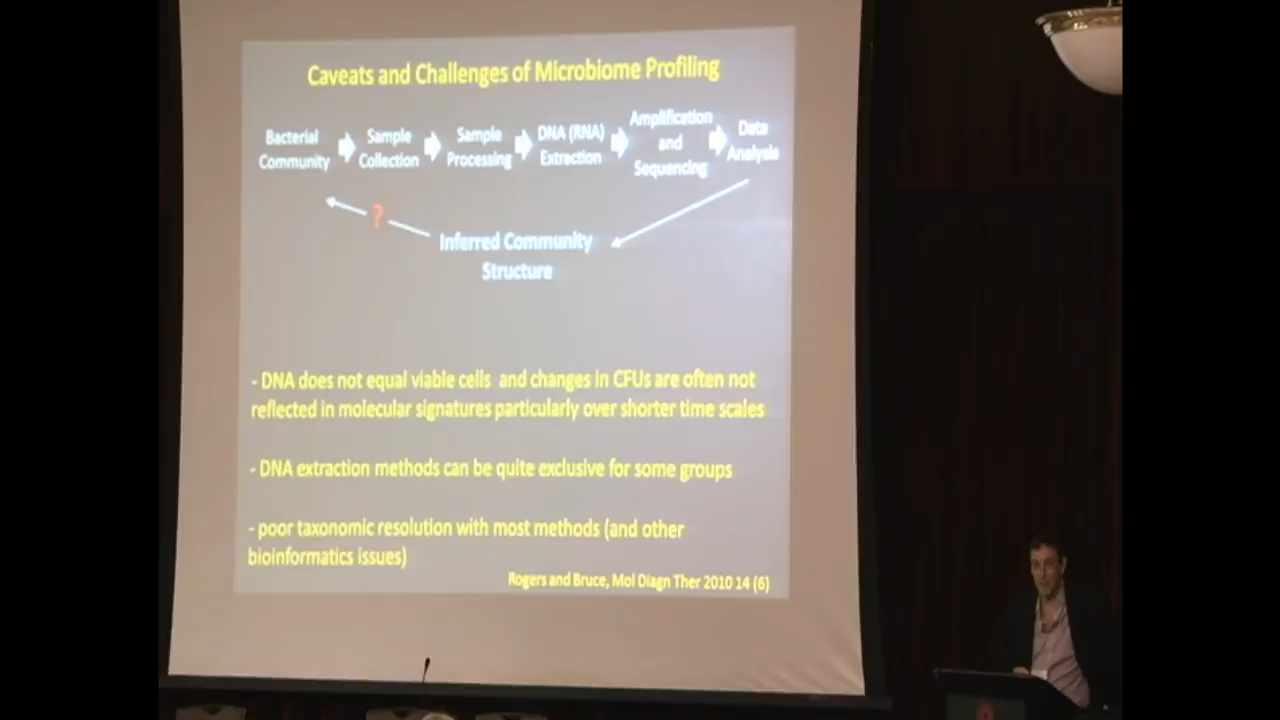 Caveats and Challenges of Microbiome Profiling
Bacterial
Community
Sample
Collection
Sample
Processing
DNA (RNA)
Extraction
Amplification
and
Sequencing
Data
Analysis
?
Inferred Community
Structure
- DNA does not equal viable cells and changes in CFUs are often not
reflected in molecular signatures particularly over shorter time scales
- DNA extraction methods can be quite exclusive for some groups
- poor taxonomic resolution with most methods (and other
bioinformatics issues)
Rogers and Bruce, Mol Diagn Ther 2010 14 (6)